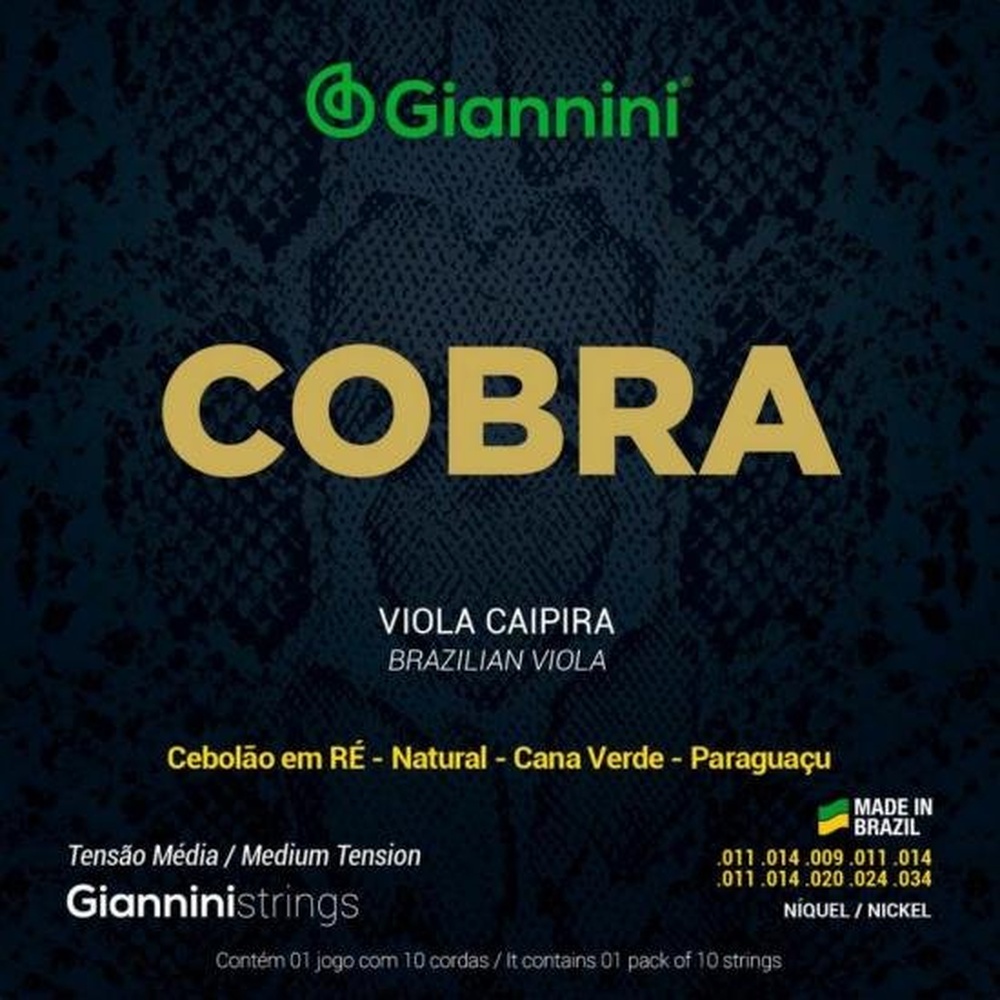 Giannini
COBRA
VIOLA CAIPIRA
BRAZILIAN VIOLA
Cebolão em RÉ - Natural - Cana Verde - Paraguaçu
MADE IN
BRAZIL
Tensão Média / Medium Tension
.011 .014 .009 .011 .014
.011 .014 .020 .024 .034
Gianninistrings
NÍQUEL / NICKEL
Contém 01 jogo com 10 cordas / It contains 01 pack of 10 strings